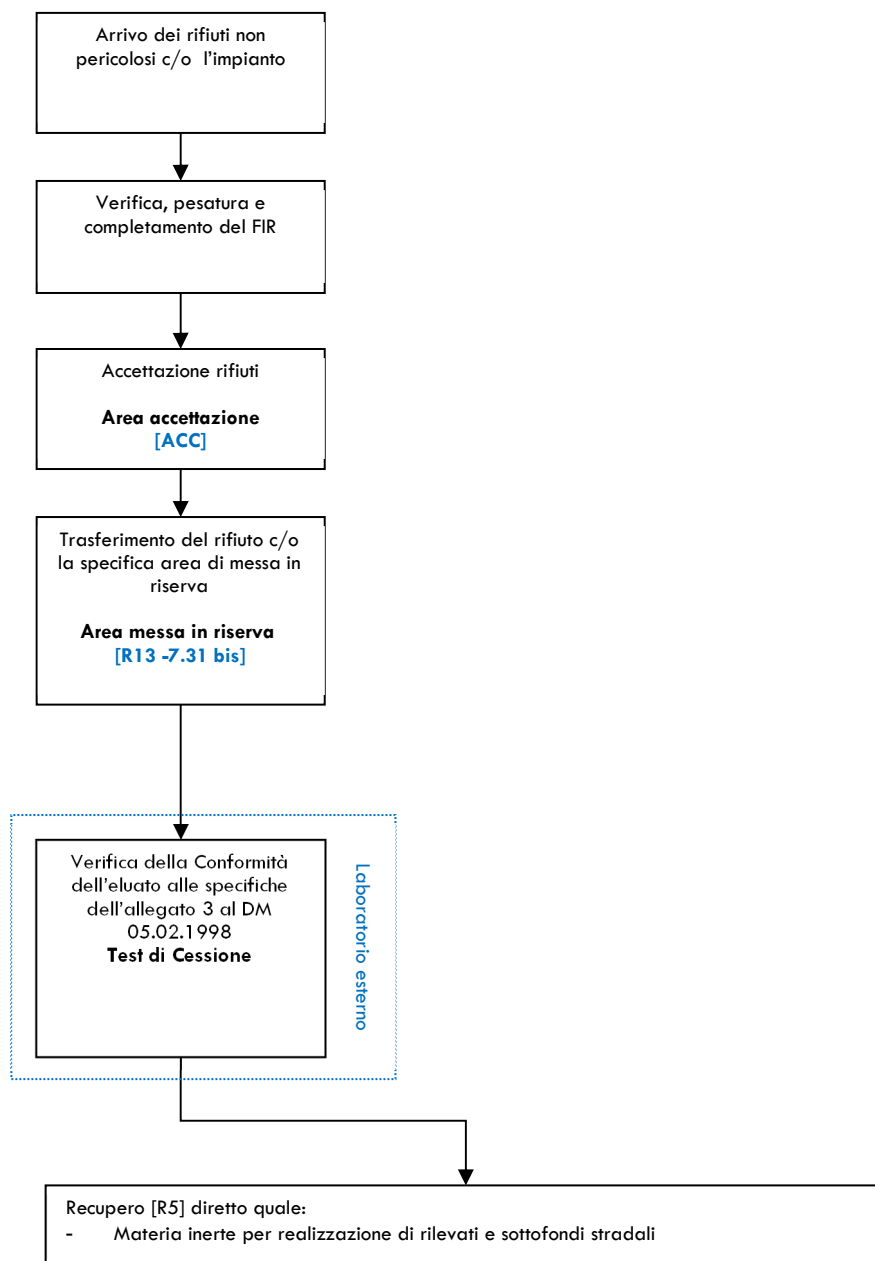 Arrivo dei rifiuti non
pericolosi c/o l'impianto
Verifica, pesatura e
completamento del FIR
Accettazione rifiuti
Area accettazione
[ACC]
Trasferimento del rifiuto c/o
la specifica area di messa in
riserva
Area messa in riserva
[R13 -7.31 bis]
Verifica della Conformità
dell'eluato alle specifiche
dell'allegato 3 al DM
05.02.1998
Test di Cessione
Laboratorio esterno
Recupero [R5] diretto quale:
- Materia inerte per realizzazione di rilevati e sottofondi stradali